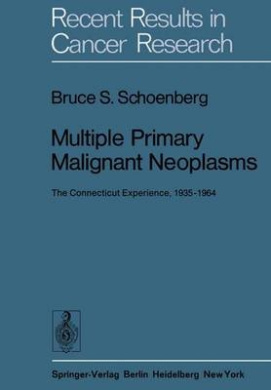 Recent Results in
Cancer Research
Bruce S. Schoenberg
Multiple Primary
Malignant Neoplasms
The Connecticut Experience, 1935-1964
Springer-Verlag Berlin Heidelberg New York